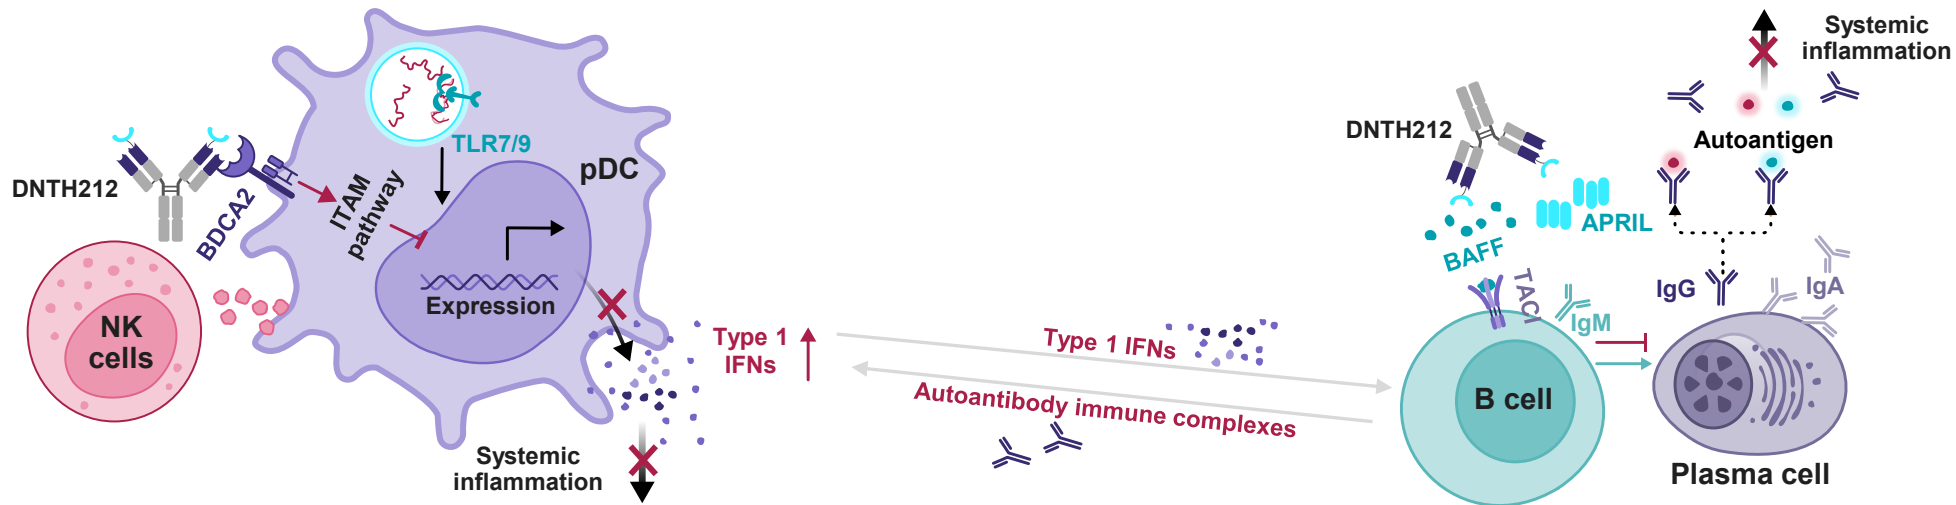 DNTH212
BDCA2
NK
cells
TLR7/9
ITAM
pathway
pDC
Expression
Type 1
IFNs
Systemic
inflammation
Type 1 IFNs
Autoantibody immune complexes
DNTH212
BAFF
APRIL
TACI
IgM
B cell
Systemic
inflammation
Autoantigen
IgG
IgA
Plasma cell